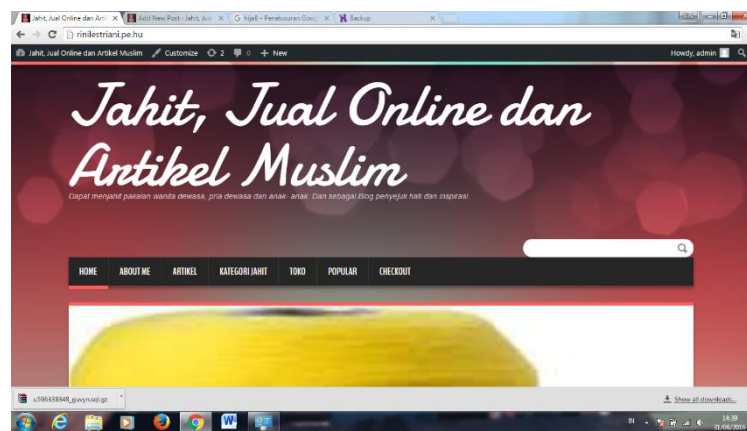 Jahit, Jual Online dan Arti
Add New Post ‹ Jahit, Jual
hijaB - Penelusuran Goog
Backup
rinilestriani.pe.hu
Jahit, Jual Online dan Artikel Muslim
Customize
2
0
+ New
Howdy, admin
Jahit, Jual Online dan
Artikel Muslim
Dapat menjahit pakaian wanita dewasa, pria dewasa dan anak- anak. Dan sebagai Blog penyejuk hati dan inspirasi
HOME ABOUT ME ARTIKEL KATEGORI JAHIT TOKO POPULAR CHECKOUT
Show all downloads...
IN
14:39
31/08/2016